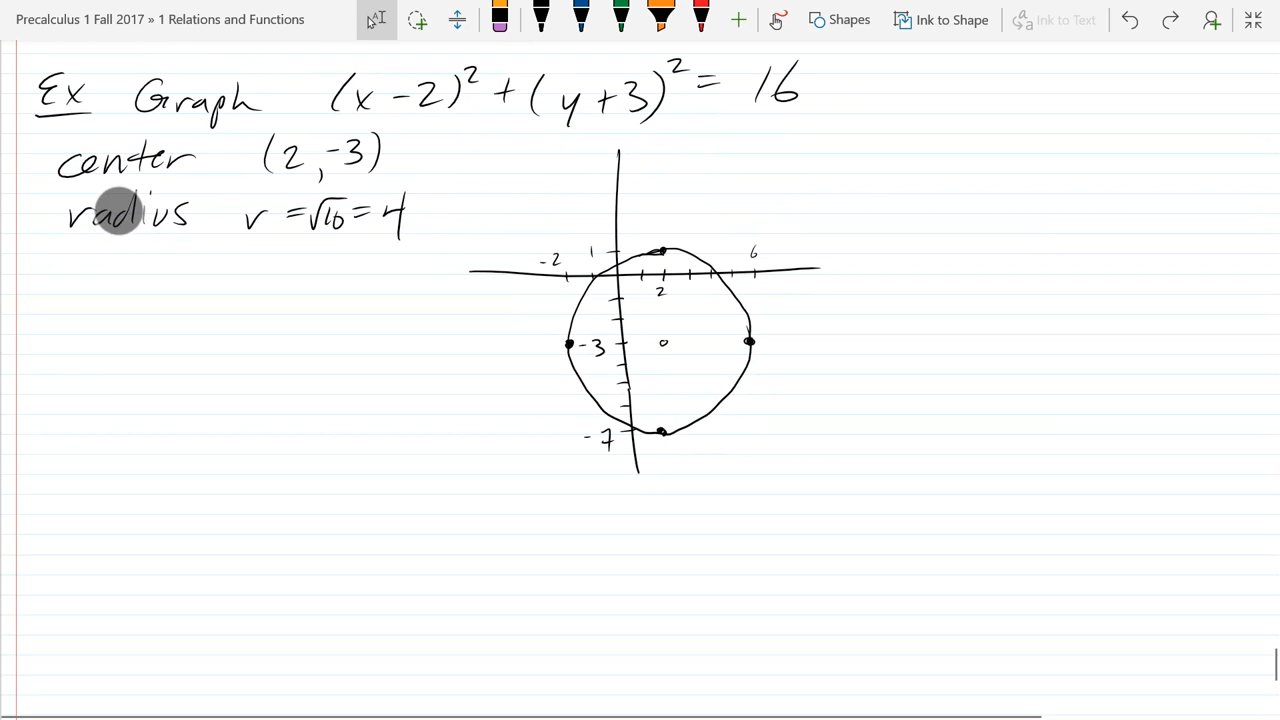 Precalculus 1 Fall 2017 » 1 Relations and Functions
Shapes
Ink to Shape
Ink to Text
Ex Graph (x-2)² + (y+3)² = 16
center (2,-3)
radius r = √16 = 4
-2 1 6
2
-3
-7